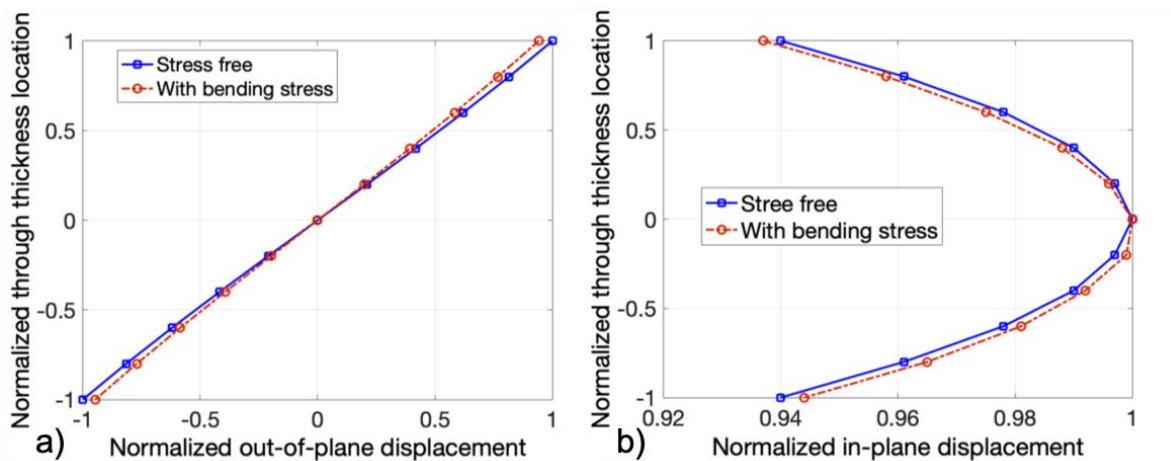 Normalized through thickness location
1
0.5
0
-0.5
-1
Stress free
With bending stress
-1
-0.5
0
0.5
1
a)
Normalized out-of-plane displacement
Normalized through thickness location
1
0.5
0
-0.5
-1
Stree free
With bending stress
0.92
0.94
0.96
0.98
1
b)
Normalized in-plane displacement